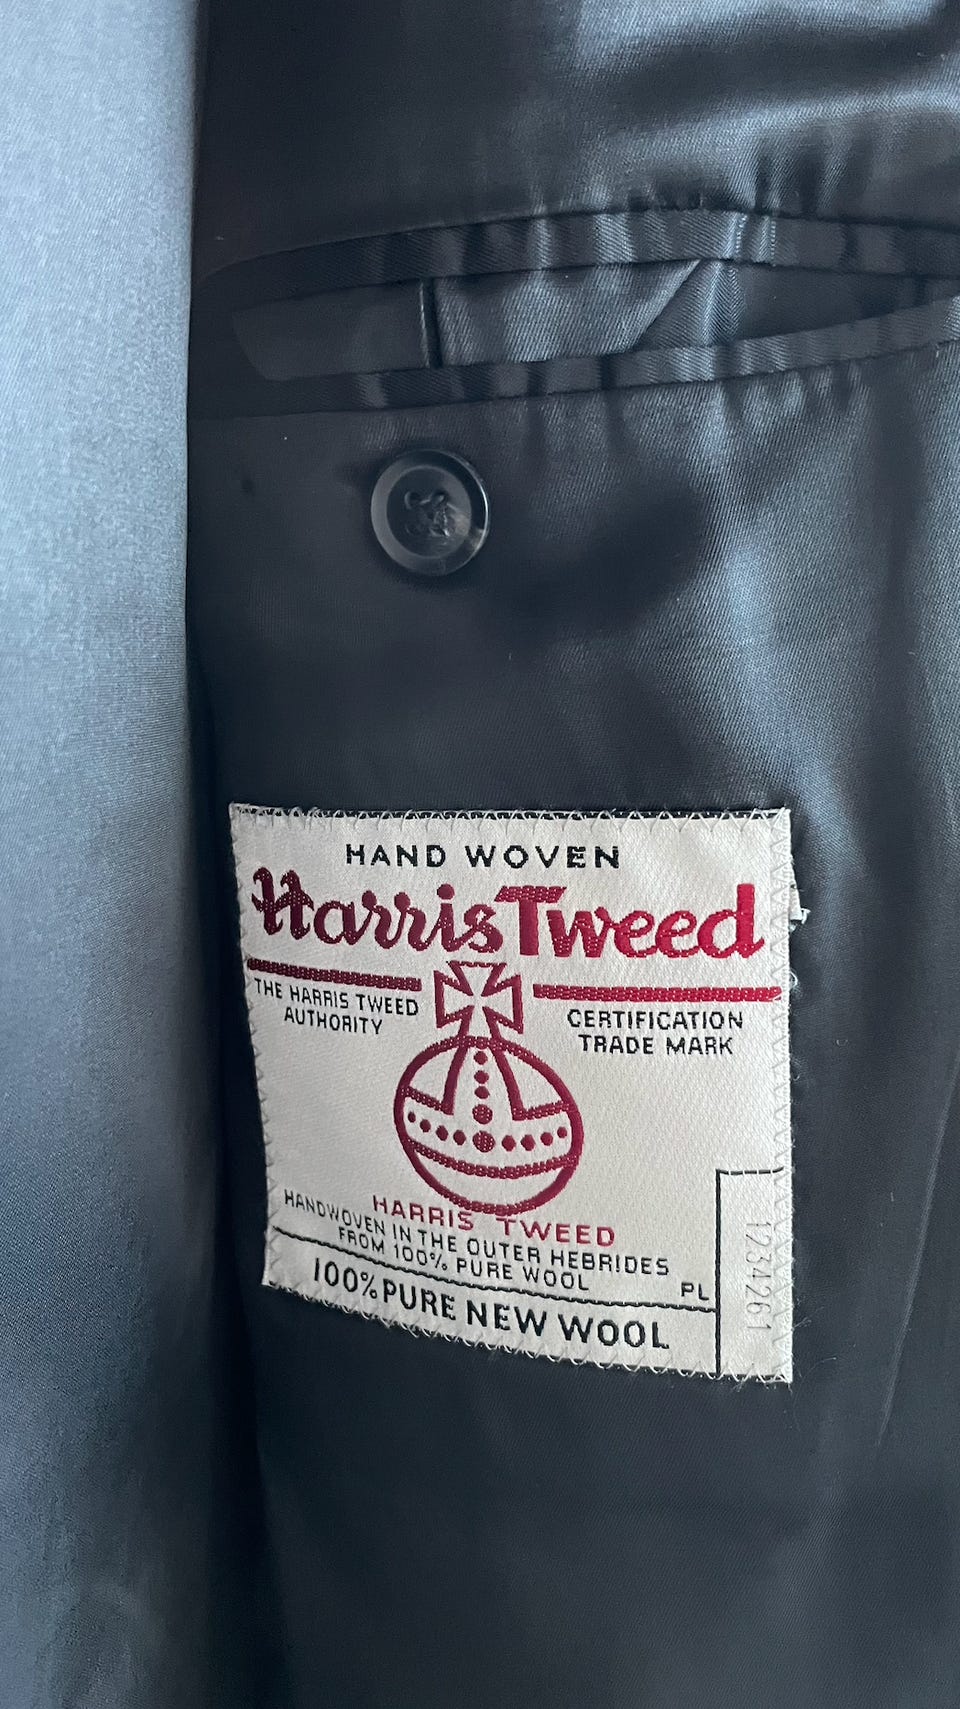 HAND WOVEN
Harris Tweed
THE HARRIS TWEED
AUTHORITY
CERTIFICATION
TRADE MARK
HARRIS TWEED
HANDWOVEN IN THE OUTER HEBRIDES
FROM 100% PURE WOOL
PL
100% PURE NEW WOOL
1234261